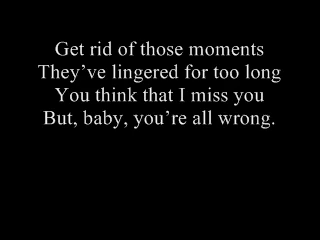 Get rid of those moments
They’ve lingered for too long
You think that I miss you
But, baby, you’re all wrong.